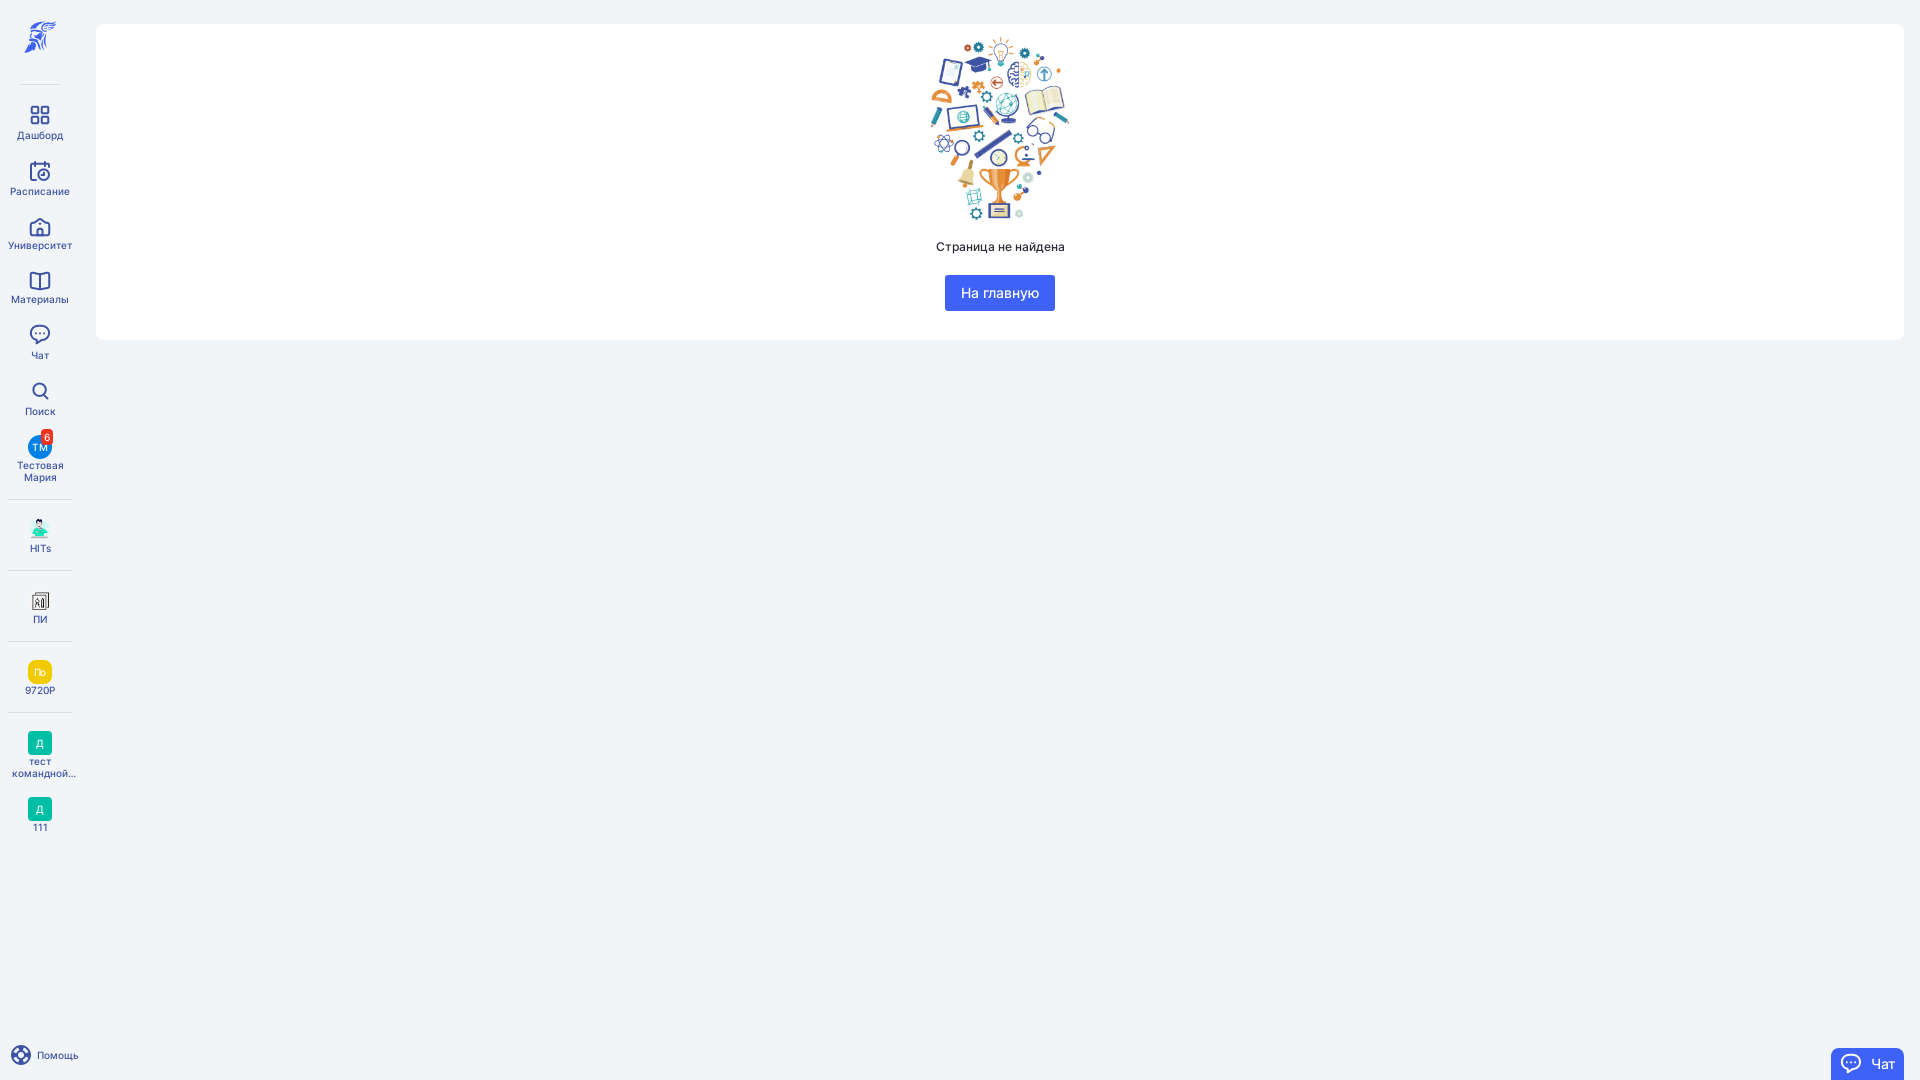 Дашборд
Расписание
Университет
Материалы
Чат
Поиск
ТМ
6
Тестовая
Мария
HITs
ПИ
По
9720Р
Д
тест
командной...
Д
111
Помощь
Страница не найдена
На главную
Чат